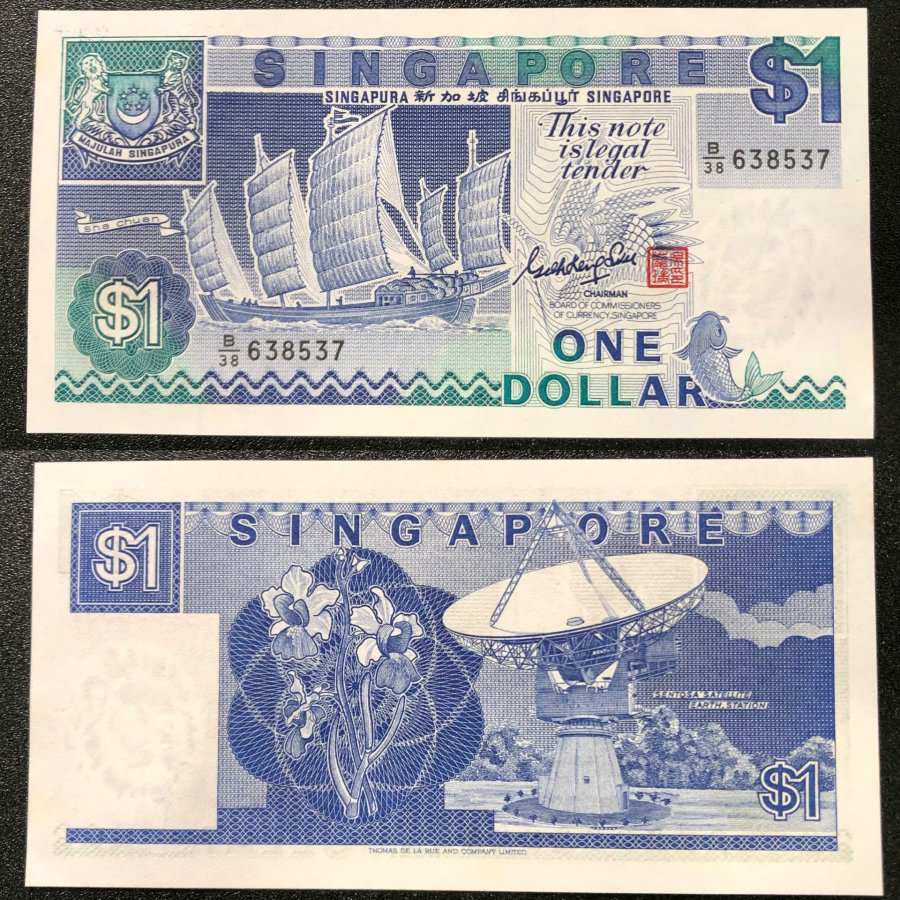 SINGAPORE
$1
SINGAPURA 新加坡 சிங்கப்பூர் SINGAPORE
MAJULAH SINGAPURA
This note
is legal
tender
B/38 638537
sha chuan
CHAIRMAN
BOARD OF COMMISSIONERS
OF CURRENCY, SINGAPORE
$1
B/38 638537
ONE
DOLLAR
$1
SINGAPORE
SENTOSA SATELLITE
EARTH STATION
$1
THOMAS DE LA RUE AND COMPANY LIMITED